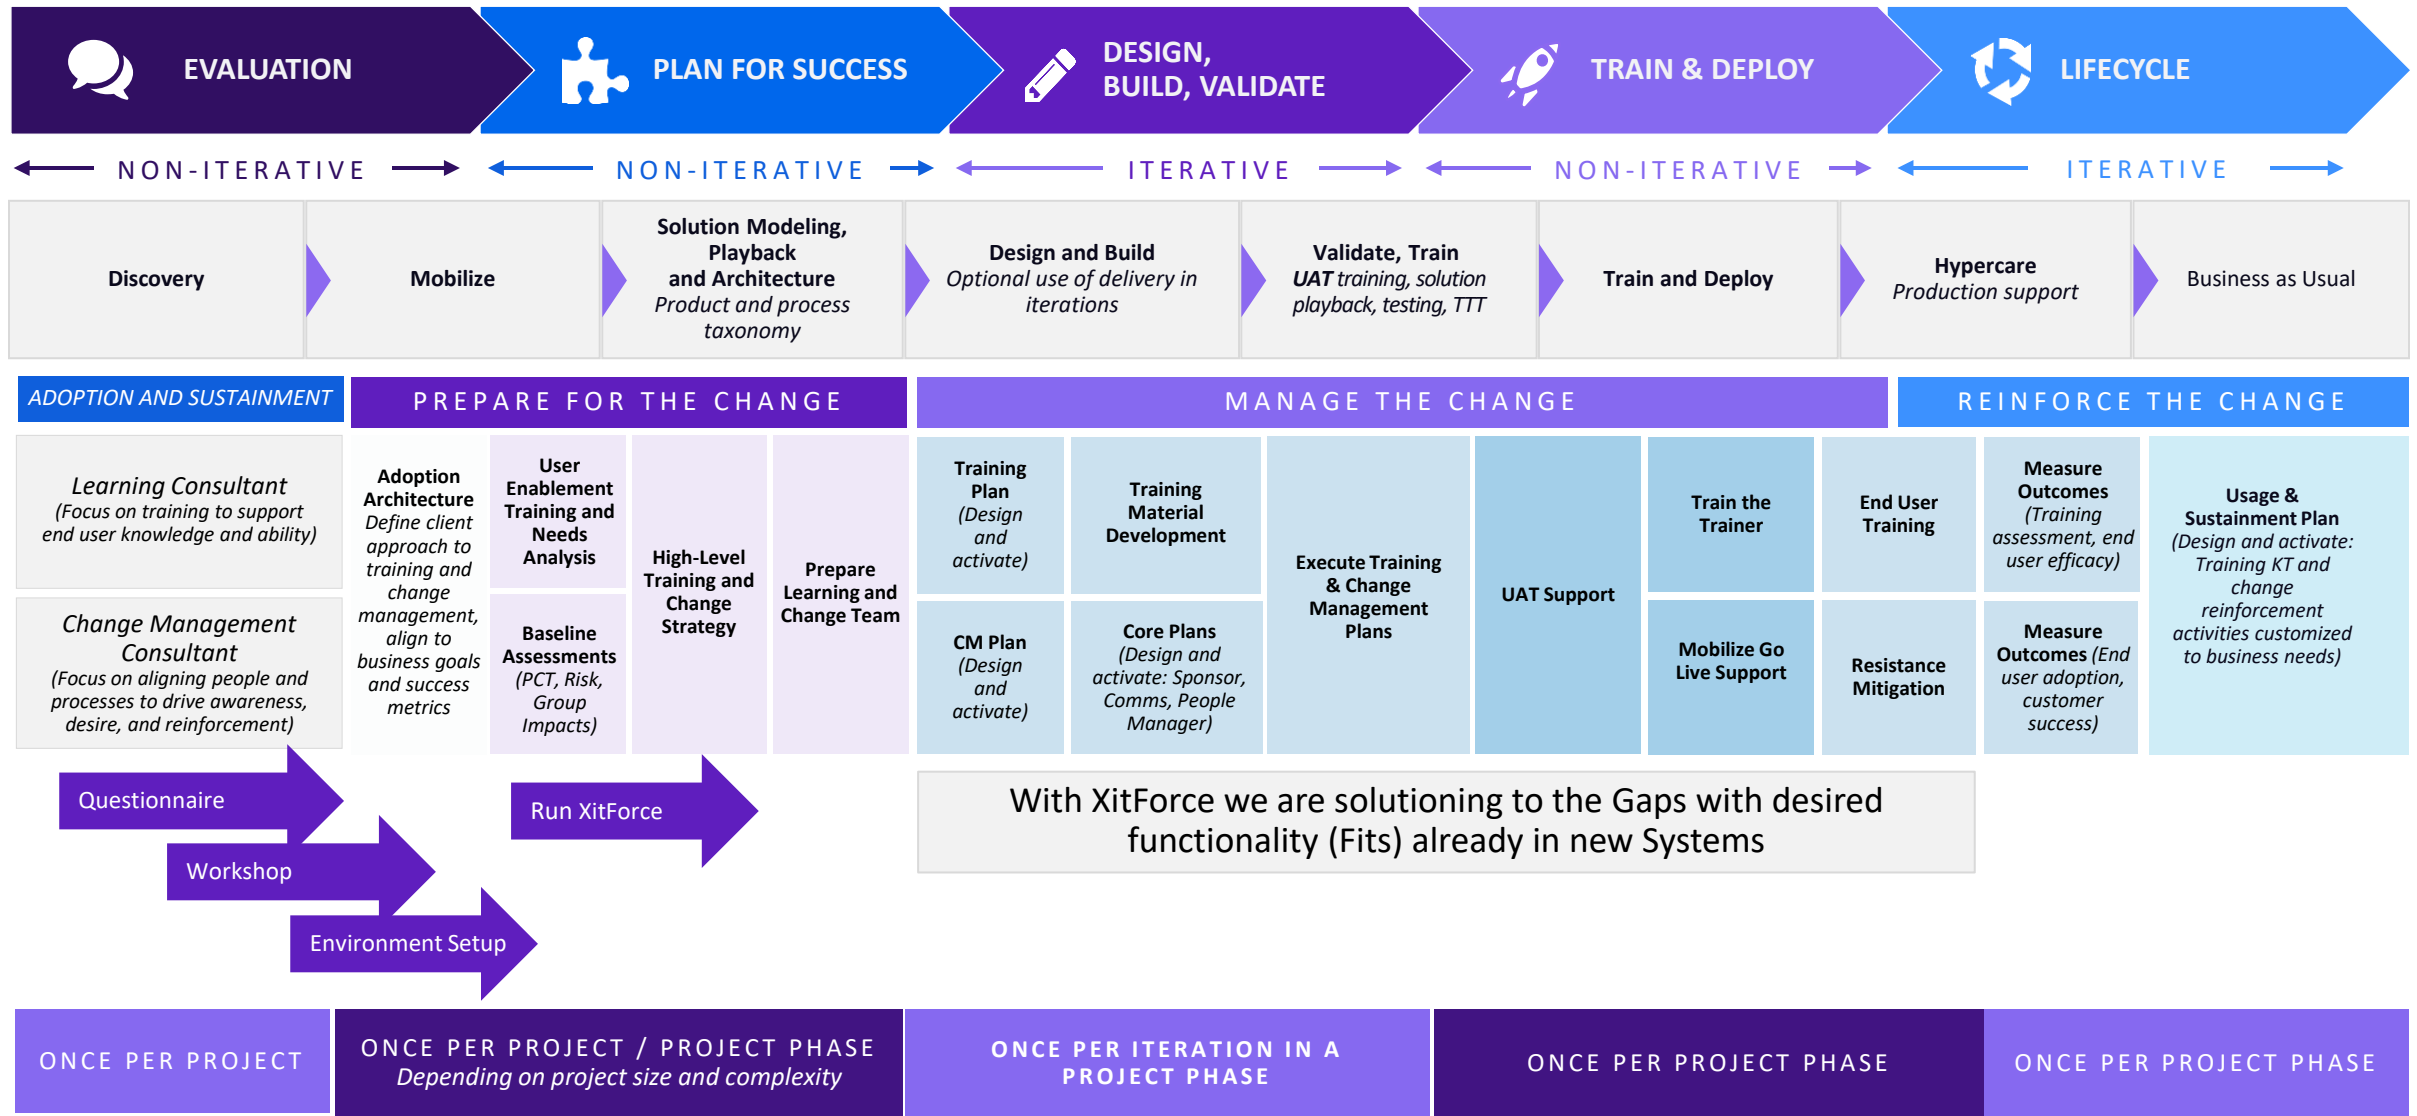 EVALUATION
PLAN FOR SUCCESS
DESIGN,
BUILD, VALIDATE
TRAIN & DEPLOY
LIFECYCLE
NON-ITERATIVE
NON-ITERATIVE
ITERATIVE
NON-ITERATIVE
ITERATIVE
Discovery
Mobilize
Solution Modeling,
Playback
and Architecture
Product and process
taxonomy
Design and Build
Optional use of delivery in
iterations
Validate, Train
UAT training, solution
playback, testing, TTT
Train and Deploy
Hypercare
Production support
Business as Usual
ADOPTION AND SUSTAINMENT
PREPARE FOR THE CHANGE
MANAGE THE CHANGE
REINFORCE THE CHANGE
Learning Consultant
(Focus on training to support
end user knowledge and ability)
Change Management
Consultant
(Focus on aligning people and
processes to drive awareness,
desire, and reinforcement)
Adoption
Architecture
Define client
approach to
training and
change
management,
align to
business goals
and success
metrics
User
Enablement
Training and
Needs
Analysis
Baseline
Assessments
(PCT, Risk,
Group
Impacts)
High-Level
Training and
Change
Strategy
Prepare
Learning and
Change Team
Training
Plan
(Design
and
activate)
CM Plan
(Design
and
activate)
Training
Material
Development
Core Plans
(Design and
activate: Sponsor,
Comms, People
Manager)
Execute Training
& Change
Management
Plans
UAT Support
Train the
Trainer
Mobilize Go
Live Support
End User
Training
Resistance
Mitigation
Measure
Outcomes
(Training
assessment, end
user efficacy)
Measure
Outcomes (End
user adoption,
customer
success)
Usage &
Sustainment Plan
(Design and activate:
Training KT and
change
reinforcement
activities customized
to business needs)
Questionnaire
Workshop
Environment Setup
Run XitForce
With XitForce we are solutioning to the Gaps with desired
functionality (Fits) already in new Systems
ONCE PER PROJECT
ONCE PER PROJECT / PROJECT PHASE
Depending on project size and complexity
ONCE PER ITERATION IN A
PROJECT PHASE
ONCE PER PROJECT PHASE
ONCE PER PROJECT PHASE